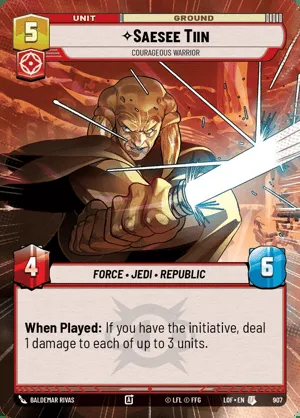 UNIT GROUND
5 ✧SAESEE TIIN
COURAGEOUS WARRIOR
4 FORCE • JEDI • REPUBLIC 6
When Played: If you have the initiative, deal
1 damage to each of up to 3 units.
BALDEMAR RIVAS © LFL © FFG LOF • EN 907